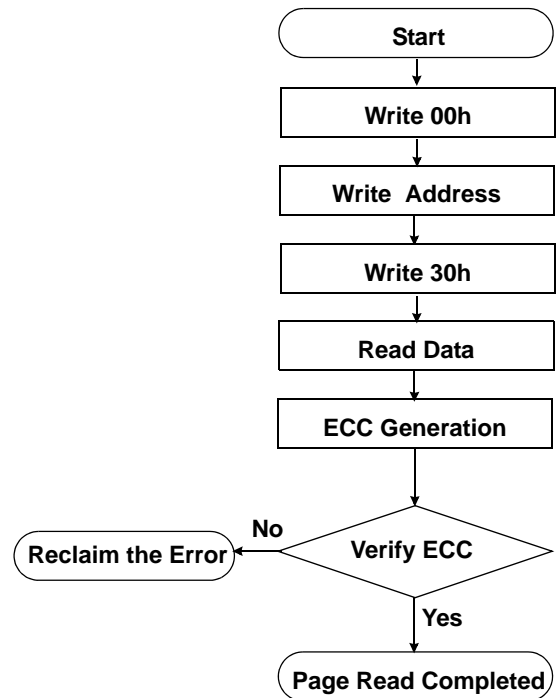 Start
Write 00h
Write Address
Write 30h
Read Data
ECC Generation
No
Reclaim the Error
Verify ECC
Yes
Page Read Completed